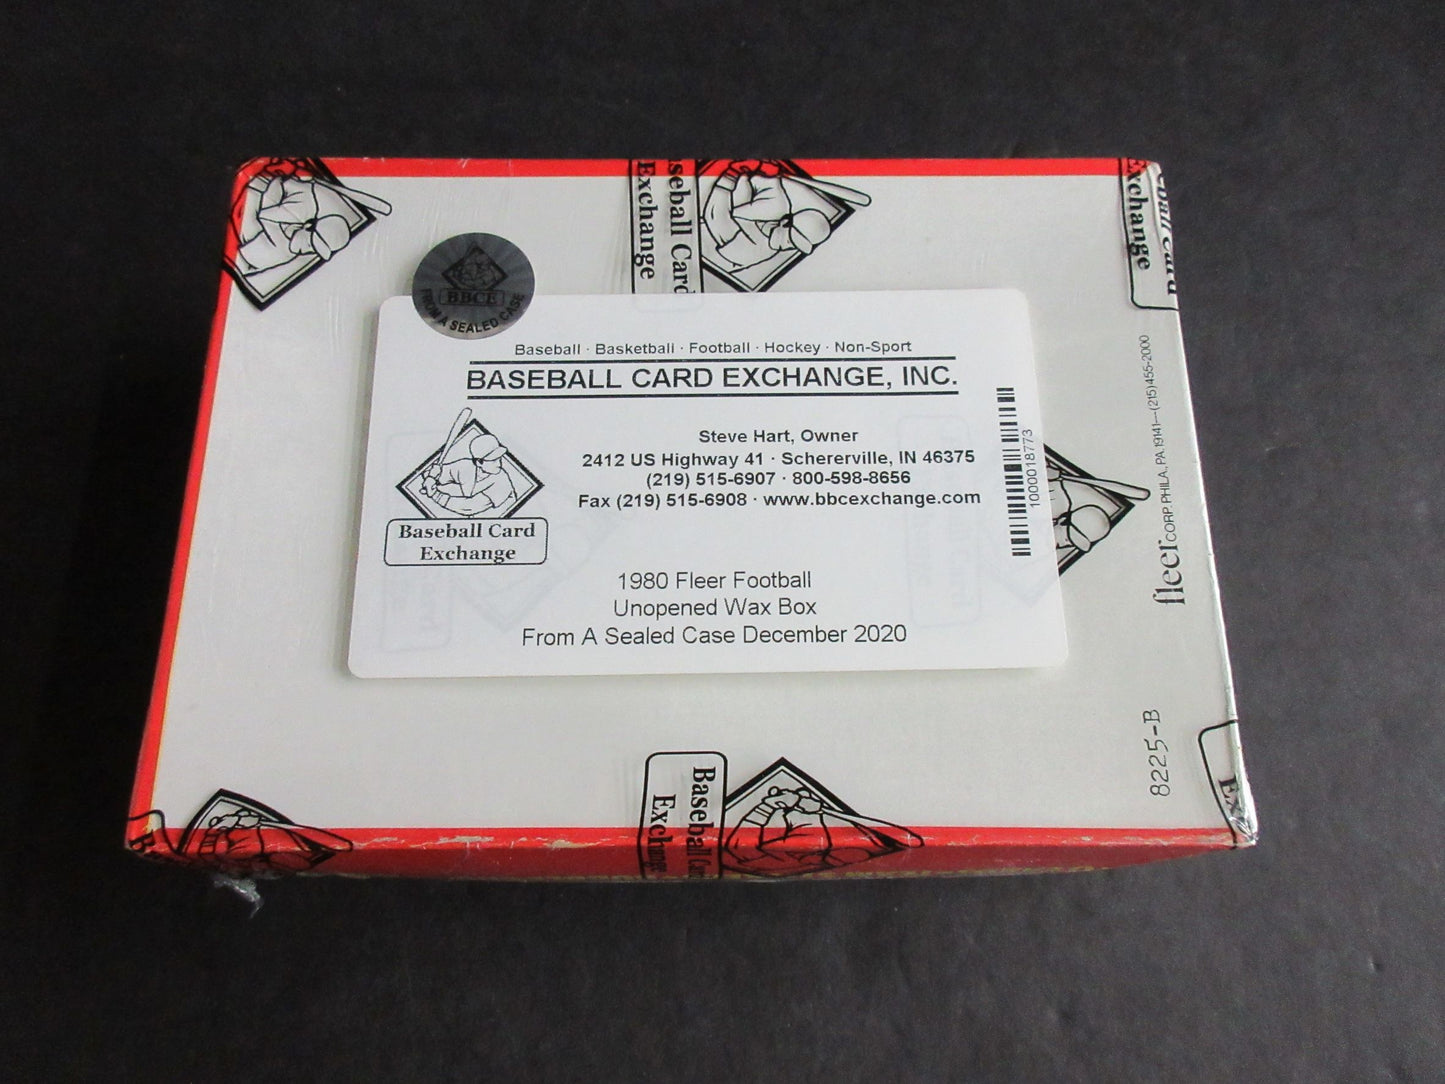 BBCE
FROM A SEALED CASE
Baseball Card
Exchange
Exchange
Baseball · Basketball · Football · Hockey · Non-Sport
BASEBALL CARD EXCHANGE, INC.
Steve Hart, Owner
2412 US Highway 41 · Schererville, IN 46375
(219) 515-6907 · 800-598-8656
Fax (219) 515-6908 · www.bbcexchange.com
Baseball Card
Exchange
1000018773
1980 Fleer Football
Unopened Wax Box
From A Sealed Case December 2020
fleer CORP. PHILA., PA. 19141—(215) 455-2000
8225-B
Baseball Card
Exchange
Ex